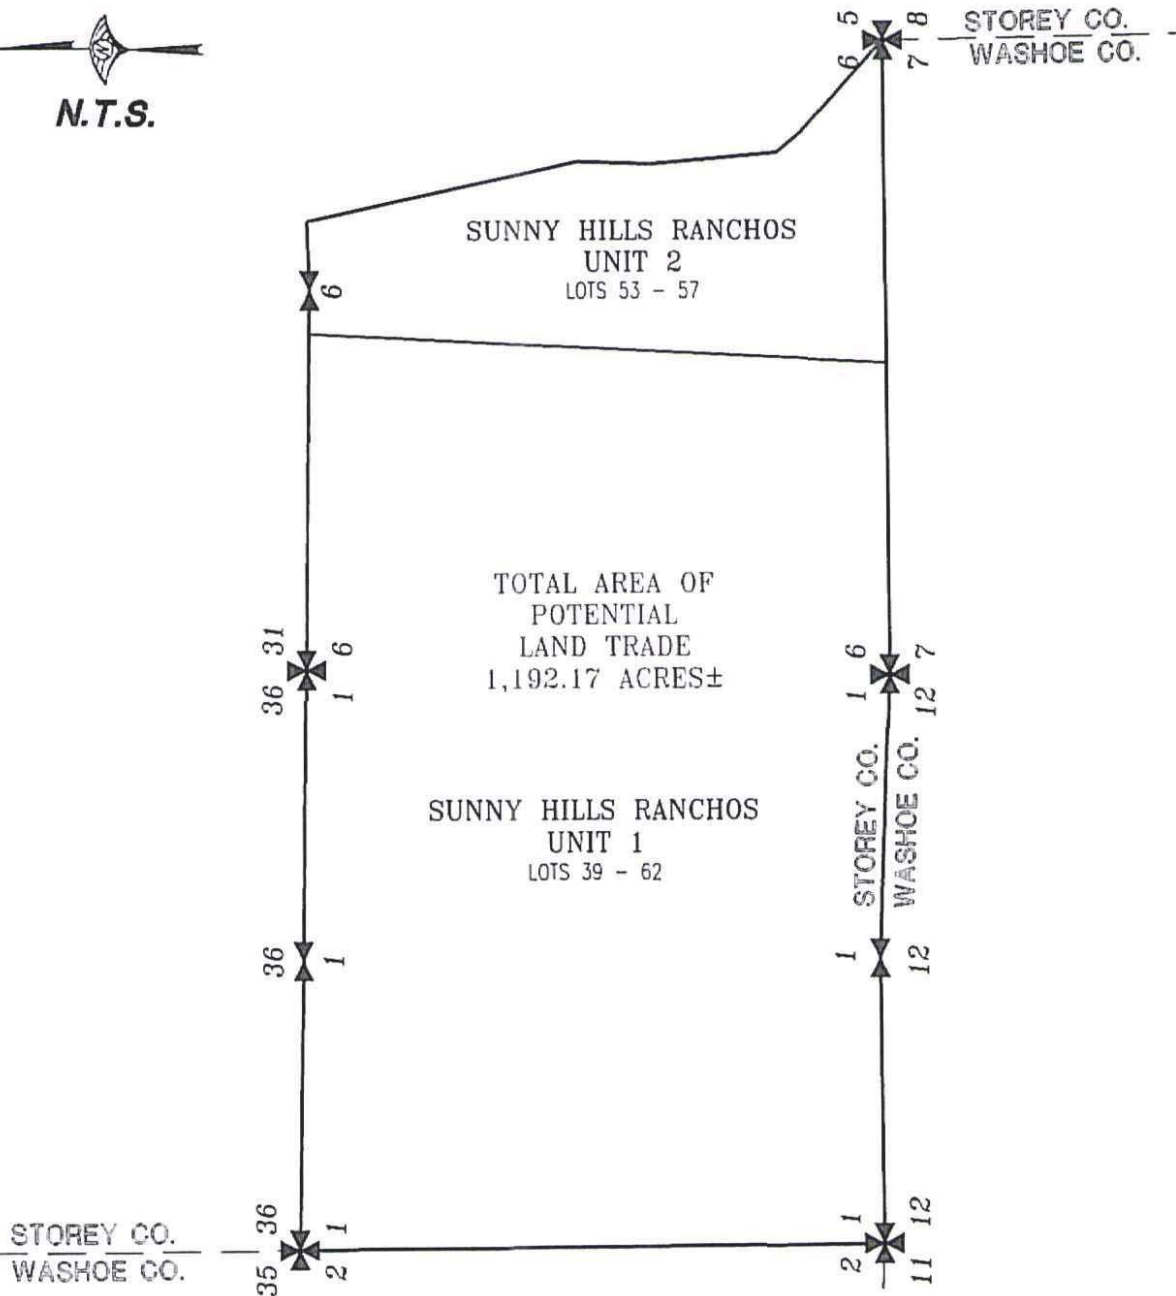 N
N.T.S.
5 8
6 7
STOREY CO.
WASHOE CO.
SUNNY HILLS RANCHOS
UNIT 2
LOTS 53 - 57
6
TOTAL AREA OF
POTENTIAL
LAND TRADE
1,192.17 ACRES±
31 6
36 1
6 7
1 12
STOREY CO.
WASHOE CO.
SUNNY HILLS RANCHOS
UNIT 1
LOTS 39 - 62
36 1
1 12
STOREY CO.
WASHOE CO.
36 1
35 2
1 12
2 11